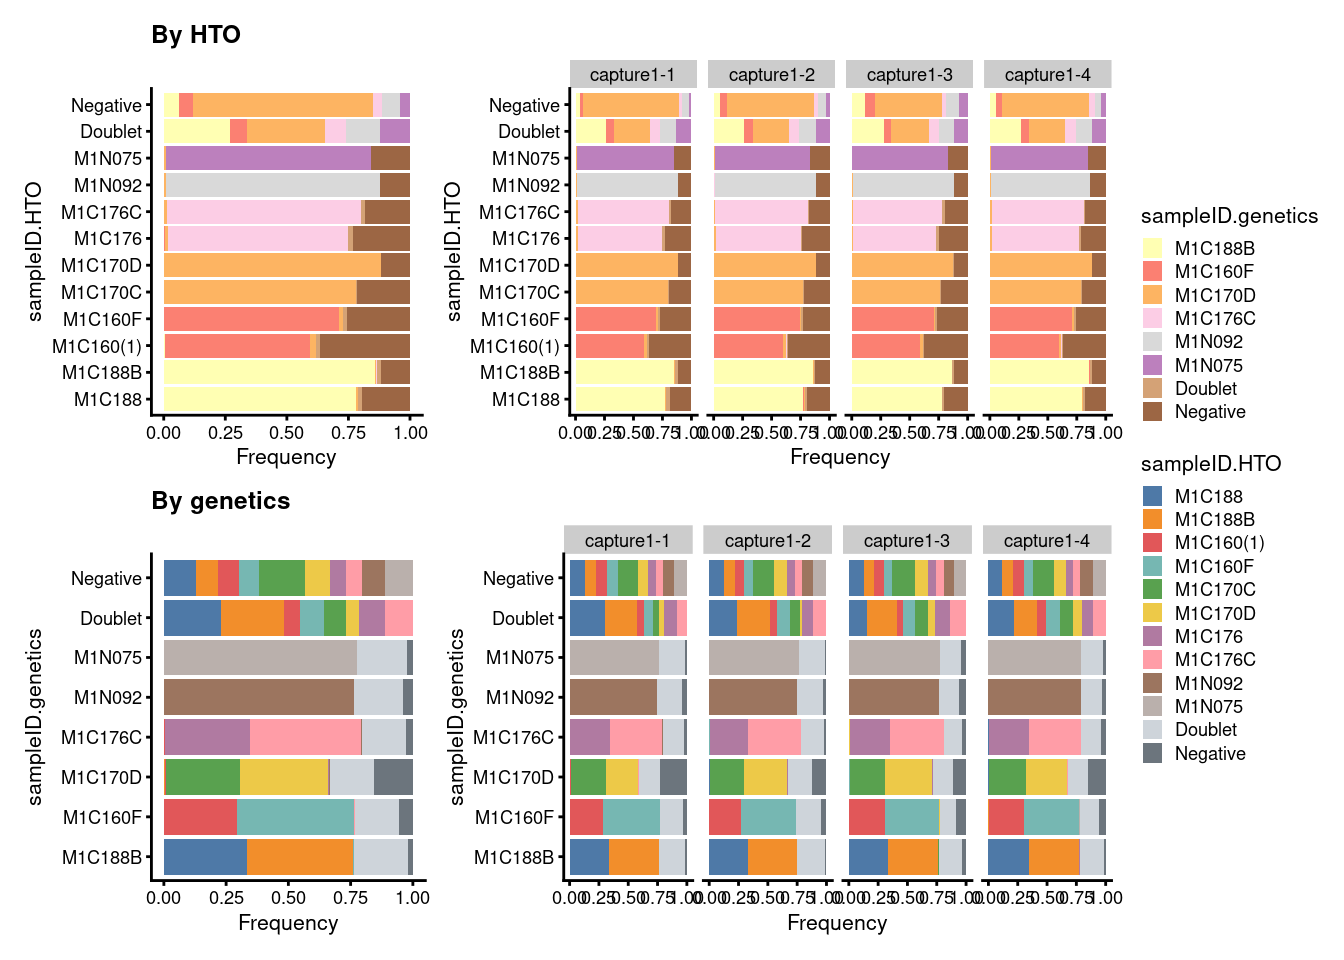 By HTO
capture1-1 capture1-2 capture1-3 capture1-4
sampleID.HTO
Negative
Doublet
M1N075
M1N092
M1C176C
M1C176
M1C170D
M1C170C
M1C160F
M1C160(1)
M1C188B
M1C188
0.00 0.25 0.50 0.75 1.00
Frequency
sampleID.HTO
Negative
Doublet
M1N075
M1N092
M1C176C
M1C176
M1C170D
M1C170C
M1C160F
M1C160(1)
M1C188B
M1C188
0.00 0.25 0.50 0.75 1.00 0.00 0.25 0.50 0.75 1.00 0.00 0.25 0.50 0.75 1.00 0.00 0.25 0.50 0.75 1.00
Frequency
sampleID.genetics
M1C188B
M1C160F
M1C170D
M1C176C
M1N092
M1N075
Doublet
Negative
By genetics
capture1-1 capture1-2 capture1-3 capture1-4
sampleID.genetics
Negative
Doublet
M1N075
M1N092
M1C176C
M1C170D
M1C160F
M1C188B
0.00 0.25 0.50 0.75 1.00
Frequency
sampleID.genetics
Negative
Doublet
M1N075
M1N092
M1C176C
M1C170D
M1C160F
M1C188B
0.00 0.25 0.50 0.75 1.00 0.00 0.25 0.50 0.75 1.00 0.00 0.25 0.50 0.75 1.00 0.00 0.25 0.50 0.75 1.00
Frequency
sampleID.HTO
M1C188
M1C188B
M1C160(1)
M1C160F
M1C170C
M1C170D
M1C176
M1C176C
M1N092
M1N075
Doublet
Negative